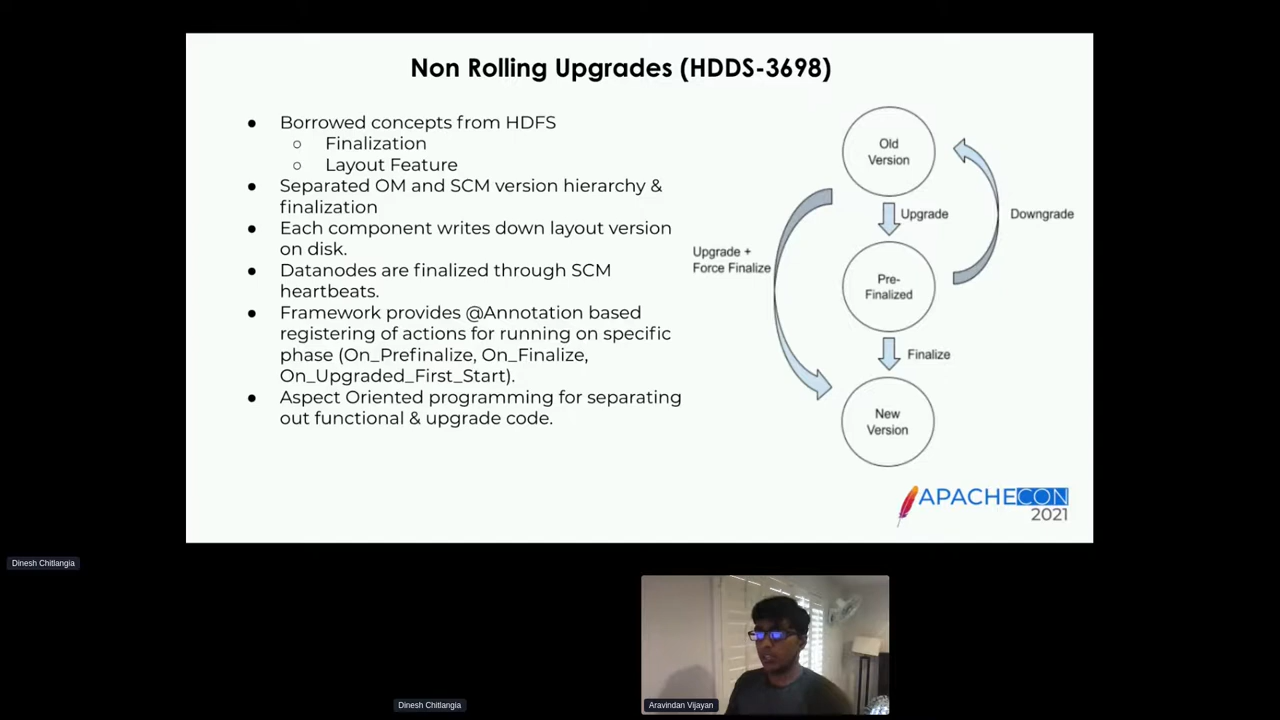 Non Rolling Upgrades (HDDS-3698)
● Borrowed concepts from HDFS
○ Finalization
○ Layout Feature
● Separated OM and SCM version hierarchy &
finalization
● Each component writes down layout version
on disk.
● Datanodes are finalized through SCM
heartbeats.
● Framework provides @Annotation based
registering of actions for running on specific
phase (On_Prefinalize, On_Finalize,
On_Upgraded_First_Start).
● Aspect Oriented programming for separating
out functional & upgrade code.
Old
Version
Upgrade
Downgrade
Upgrade +
Force Finalize
Pre-
Finalized
Finalize
New
Version
APACHECON
2021
Dinesh Chitlangia
Dinesh Chitlangia
Aravindan Vijayan